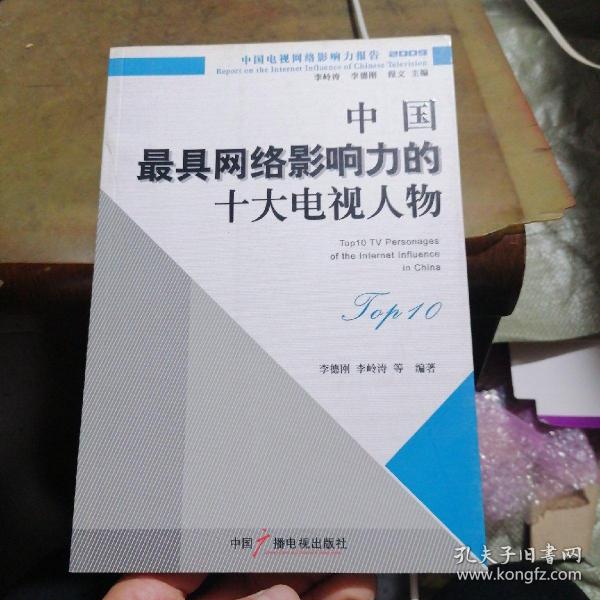 中国电视网络影响力报告 2009
Report on the Internet Influence of Chinese Television
李岭涛 李德刚 程文 主编
中国
最具网络影响力的
十大电视人物
Top10 TV Personages
of the Internet Influence
in China
Top10
李德刚 李岭涛 等 编著
中国广播电视出版社
孔夫子旧书网
www.kongfz.com